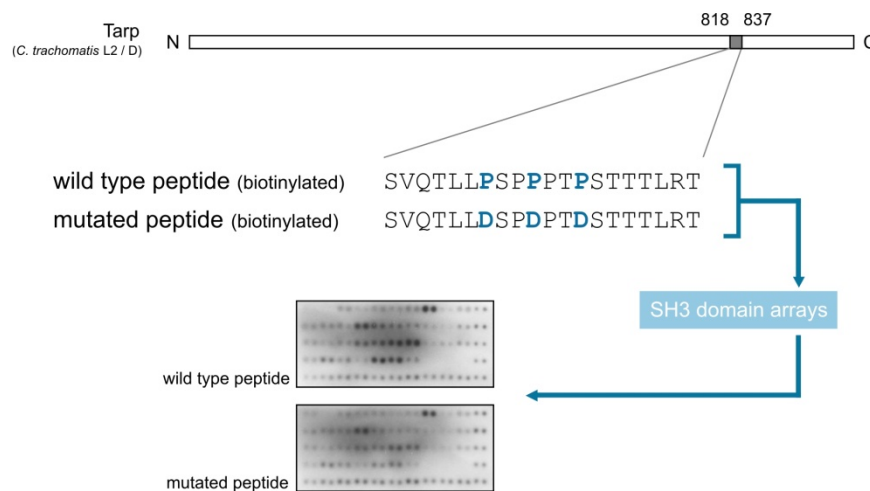 818 837
Tarp
(C. trachomatis L2 / D)
N
wild type peptide (biotinylated) SVQTLLPSPPPTPSTTTLRT
mutated peptide (biotinylated) SVQTLLDSPDPTDSTTTLRT
SH3 domain arrays
wild type peptide
mutated peptide